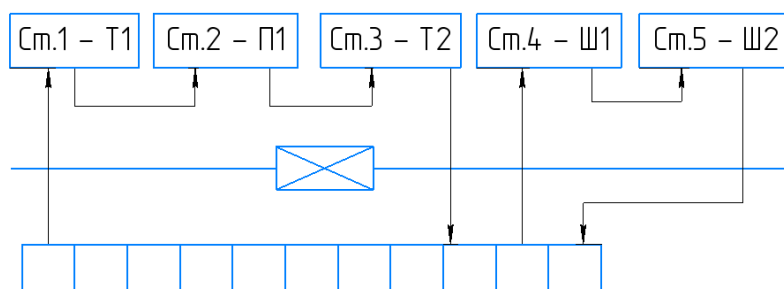 Ст.1 – Т1
Ст.2 – П1
Ст.3 – Т2
Ст.4 – Ш1
Ст.5 – Ш2